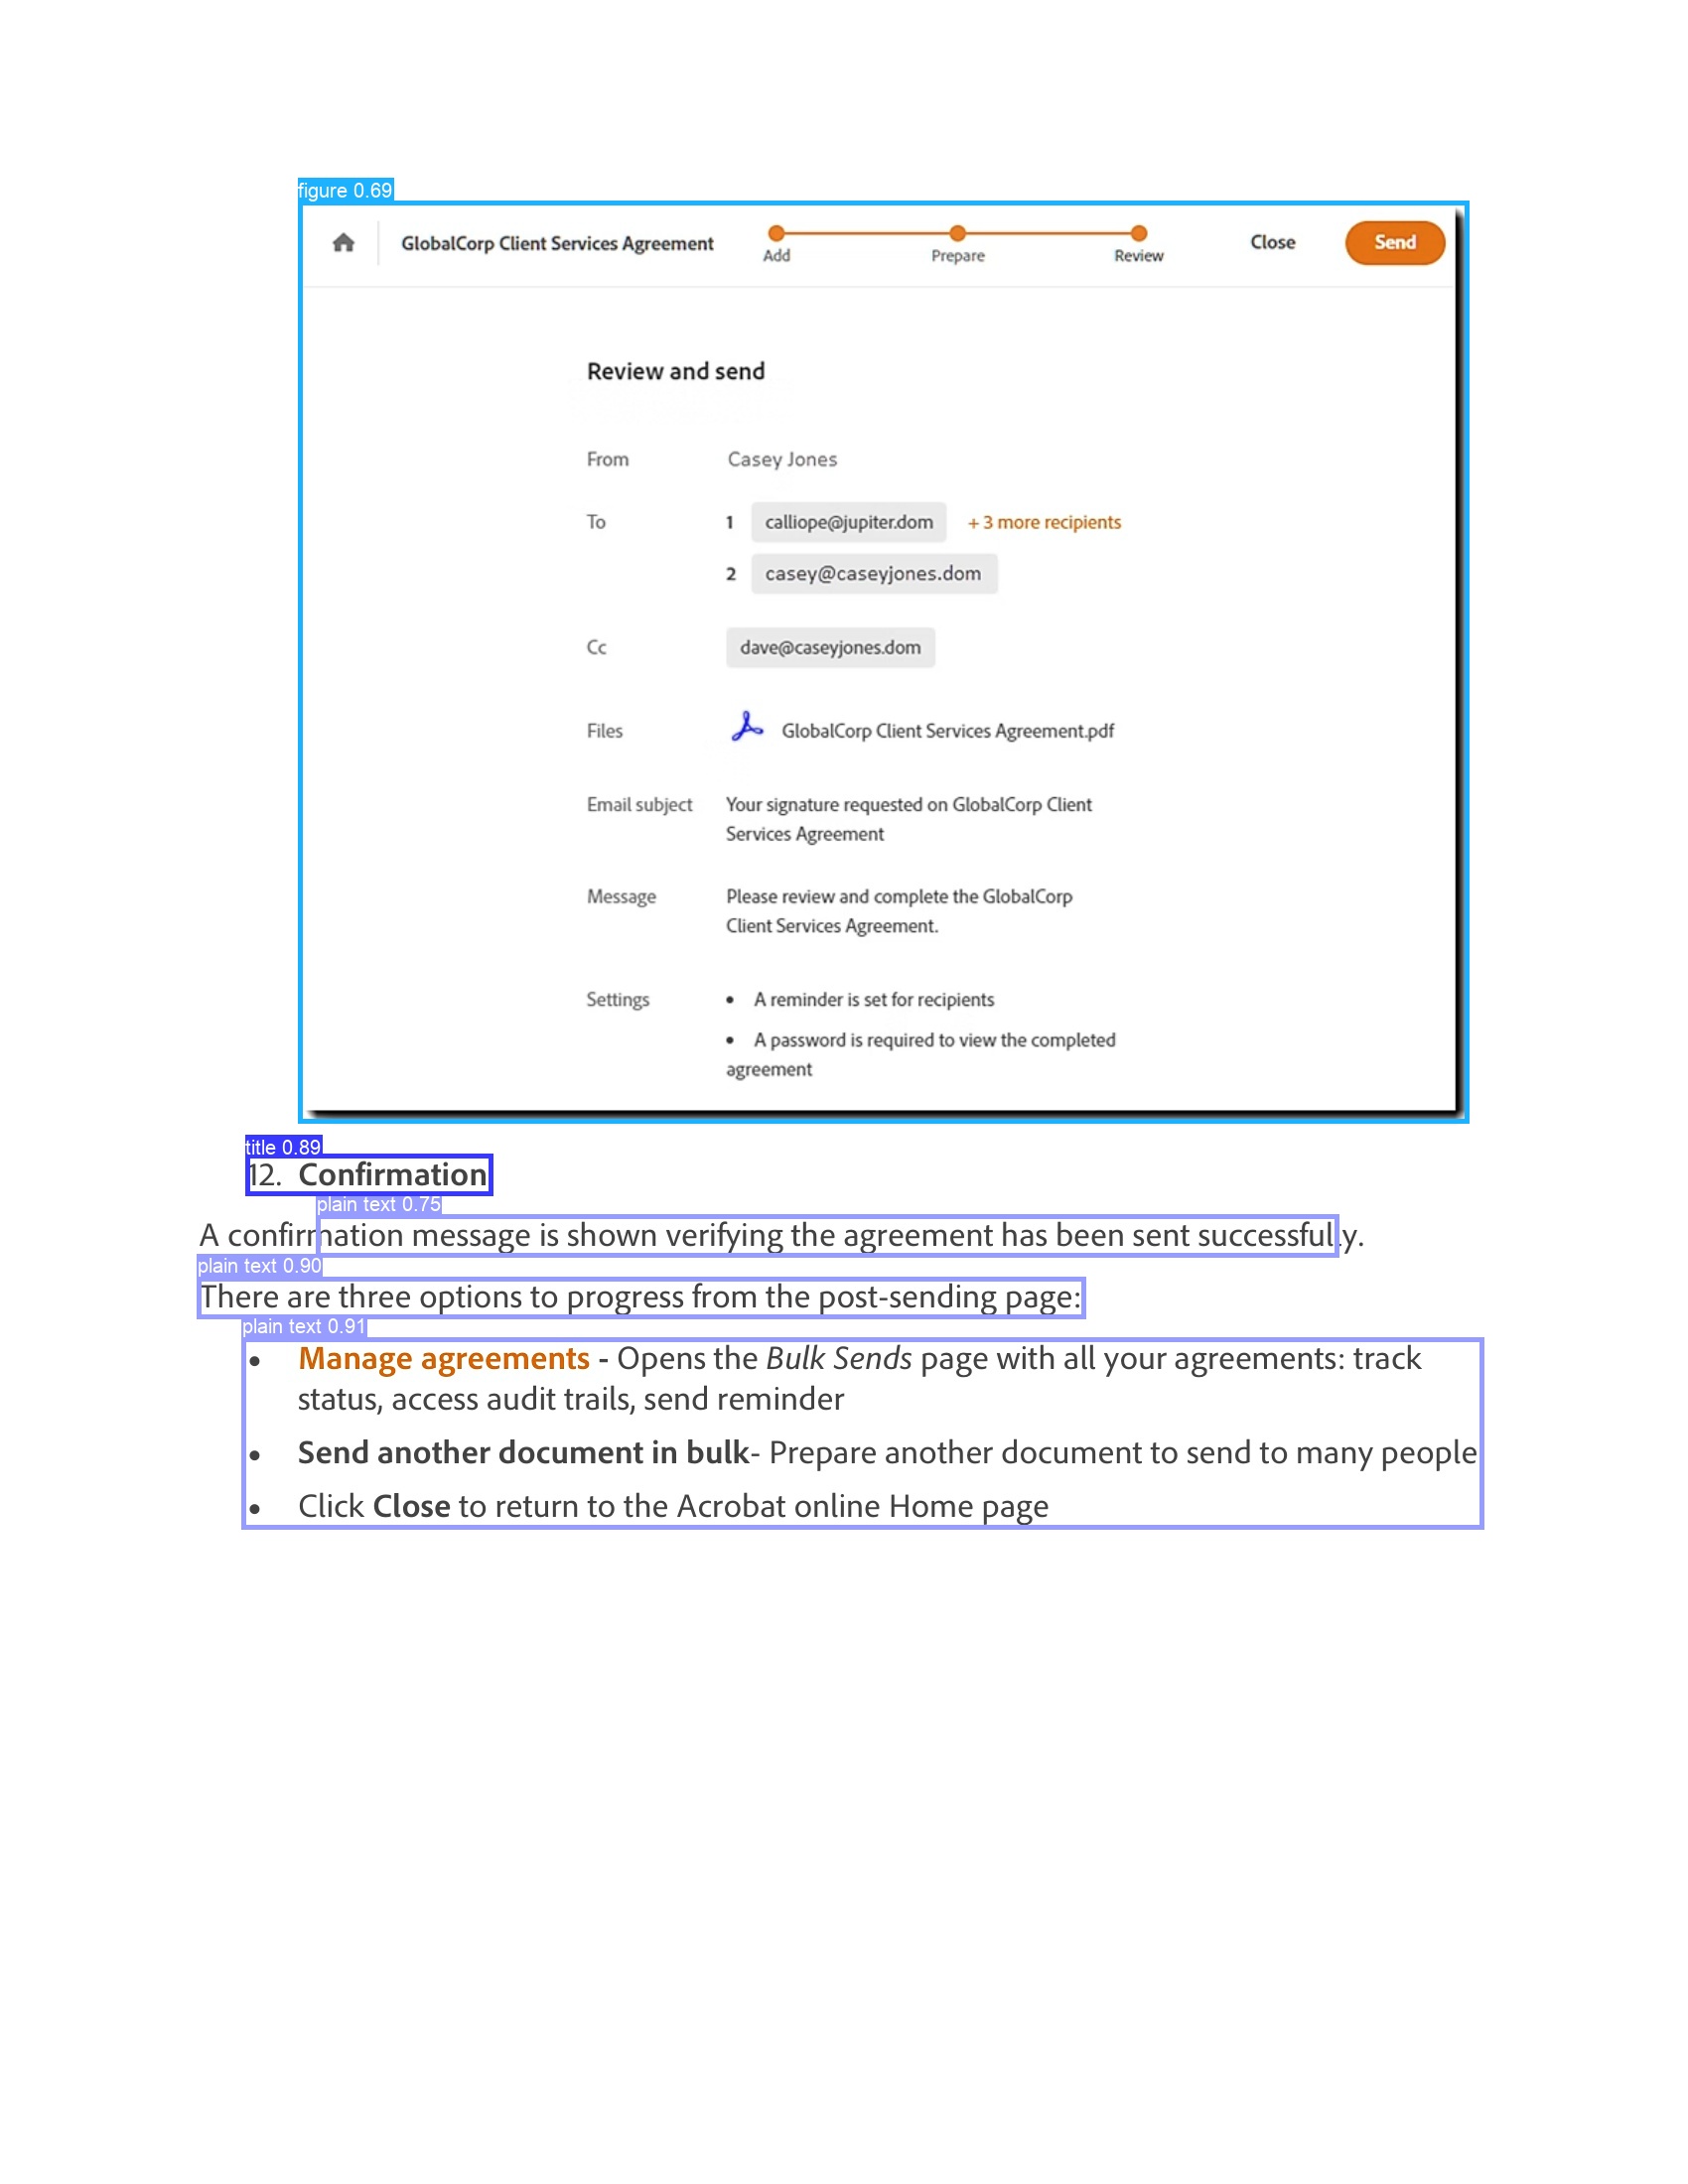 figure 0.69
GlobalCorp Client Services Agreement
Add
Prepare
Review
Close
Send
Review and send
From Casey Jones
To 1 calliope@jupiter.dom + 3 more recipients
2 casey@caseyjones.dom
Cc dave@caseyjones.dom
Files GlobalCorp Client Services Agreement.pdf
Email subject Your signature requested on GlobalCorp Client
Services Agreement
Message Please review and complete the GlobalCorp
Client Services Agreement.
Settings • A reminder is set for recipients
• A password is required to view the completed
agreement
title 0.89
12. Confirmation
plain text 0.75
A confirmation message is shown verifying the agreement has been sent successfully.
plain text 0.90
There are three options to progress from the post-sending page:
plain text 0.91
• Manage agreements - Opens the Bulk Sends page with all your agreements: track
status, access audit trails, send reminder
• Send another document in bulk- Prepare another document to send to many people
• Click Close to return to the Acrobat online Home page